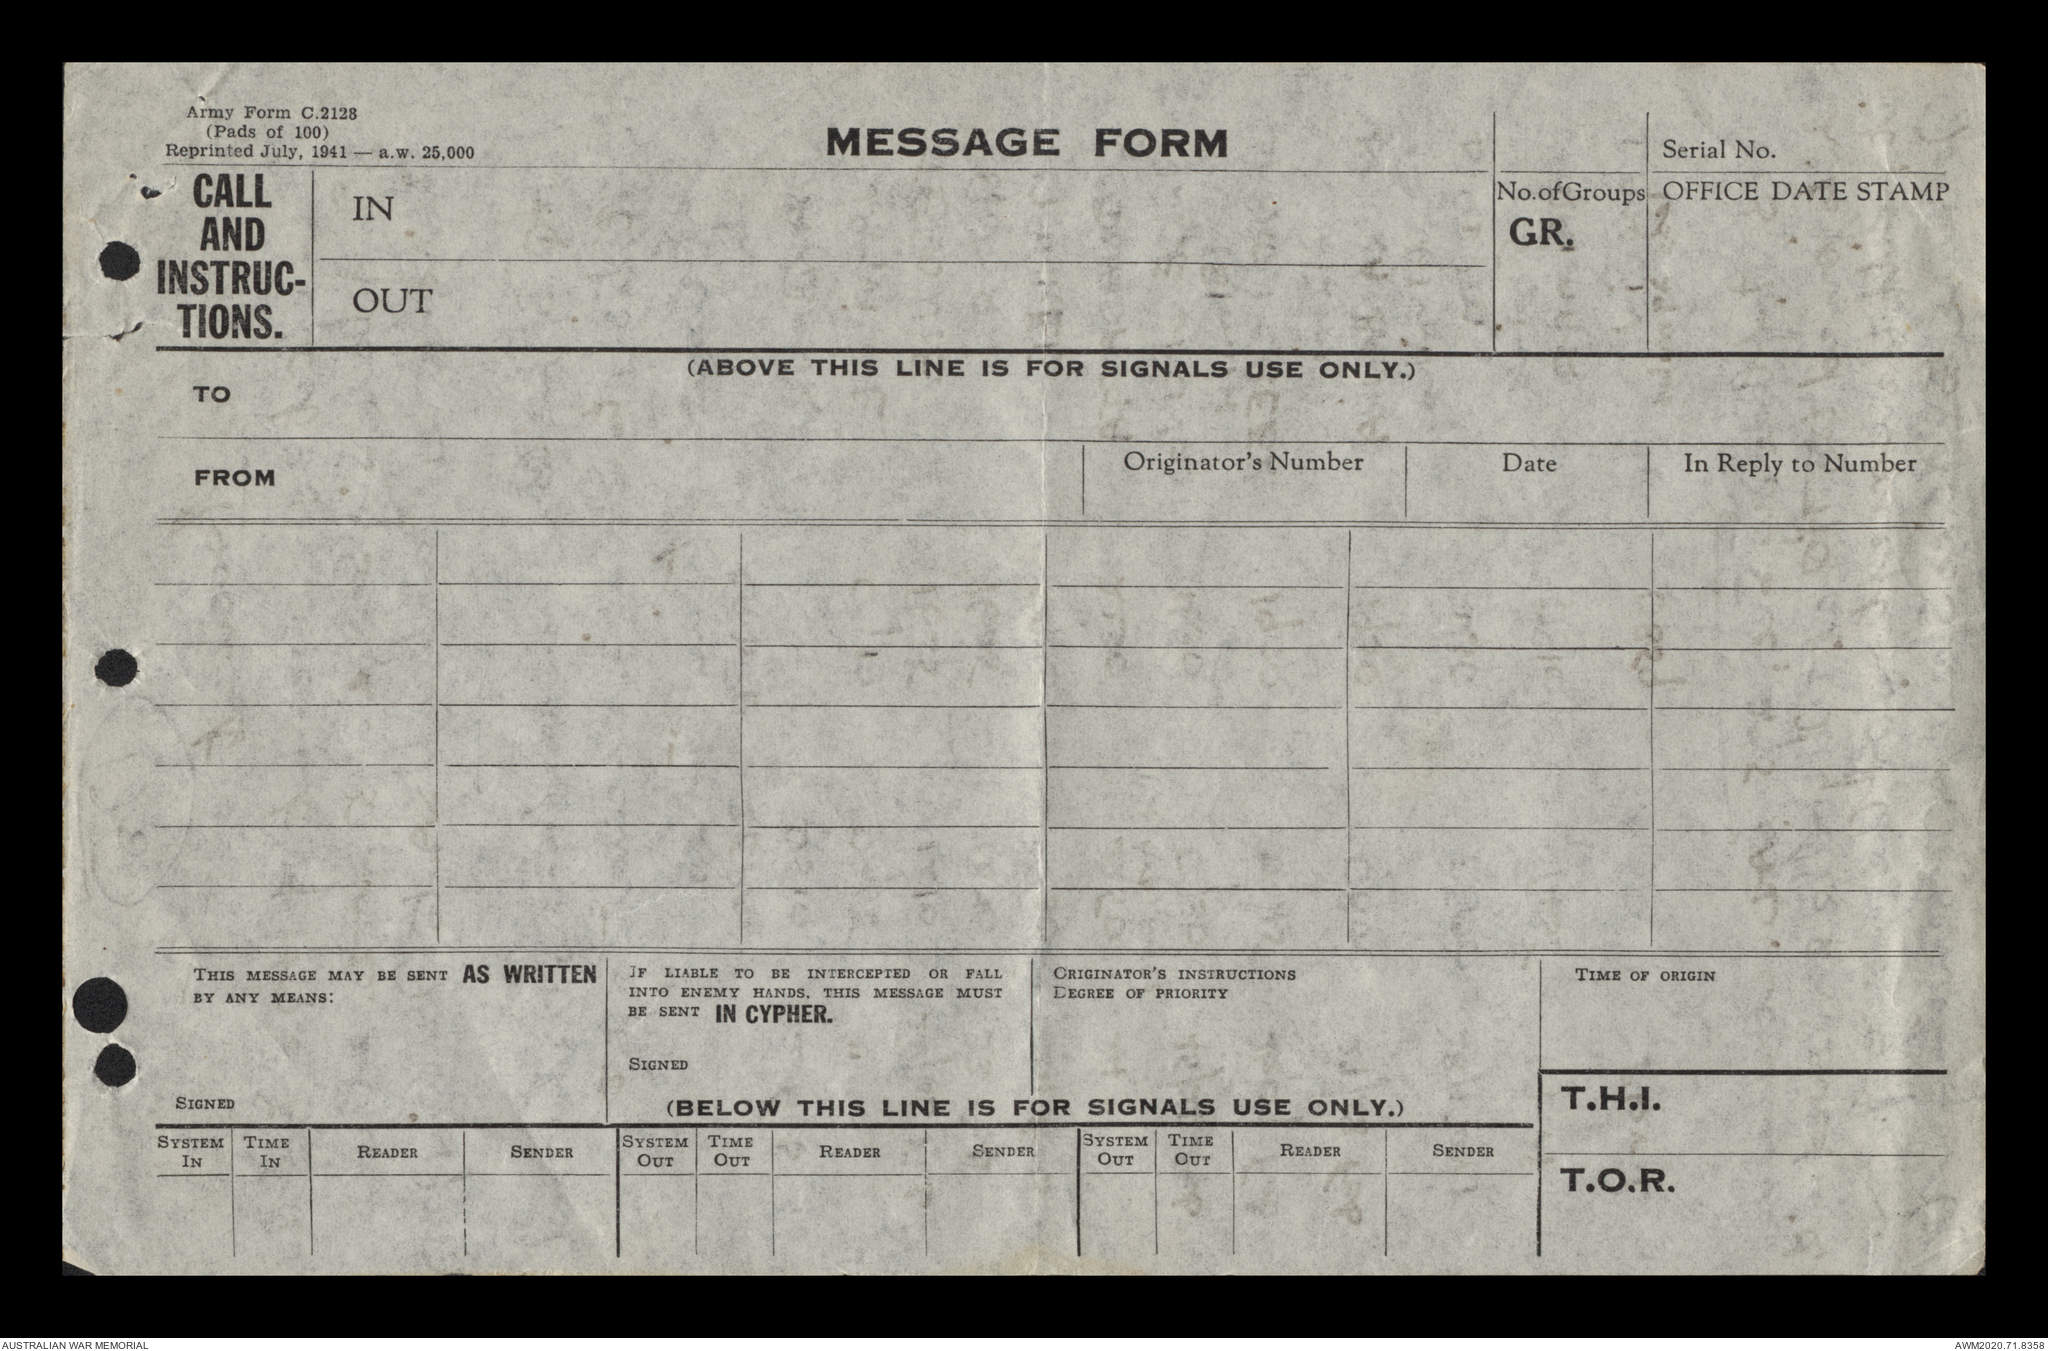 Army Form C.2128
(Pads of 100)
Reprinted July, 1941 — a.w. 25,000
MESSAGE FORM
Serial No.
CALL
AND
INSTRUC-
TIONS.
IN
OUT
No.of Groups
GR.
OFFICE DATE STAMP
(ABOVE THIS LINE IS FOR SIGNALS USE ONLY.)
TO
FROM
Originator's Number
Date
In Reply to Number
THIS MESSAGE MAY BE SENT AS WRITTEN
BY ANY MEANS:
SIGNED
IF LIABLE TO BE INTERCEPTED OR FALL
INTO ENEMY HANDS, THIS MESSAGE MUST
BE SENT IN CYPHER.
SIGNED
ORIGINATOR'S INSTRUCTIONS
DEGREE OF PRIORITY
TIME OF ORIGIN
(BELOW THIS LINE IS FOR SIGNALS USE ONLY.)
T.H.I.
T.O.R.
SYSTEM IN
TIME IN
READER
SENDER
SYSTEM OUT
TIME OUT
READER
SENDER
SYSTEM OUT
TIME OUT
READER
SENDER
AUSTRALIAN WAR MEMORIAL
AWM2020.71.8358